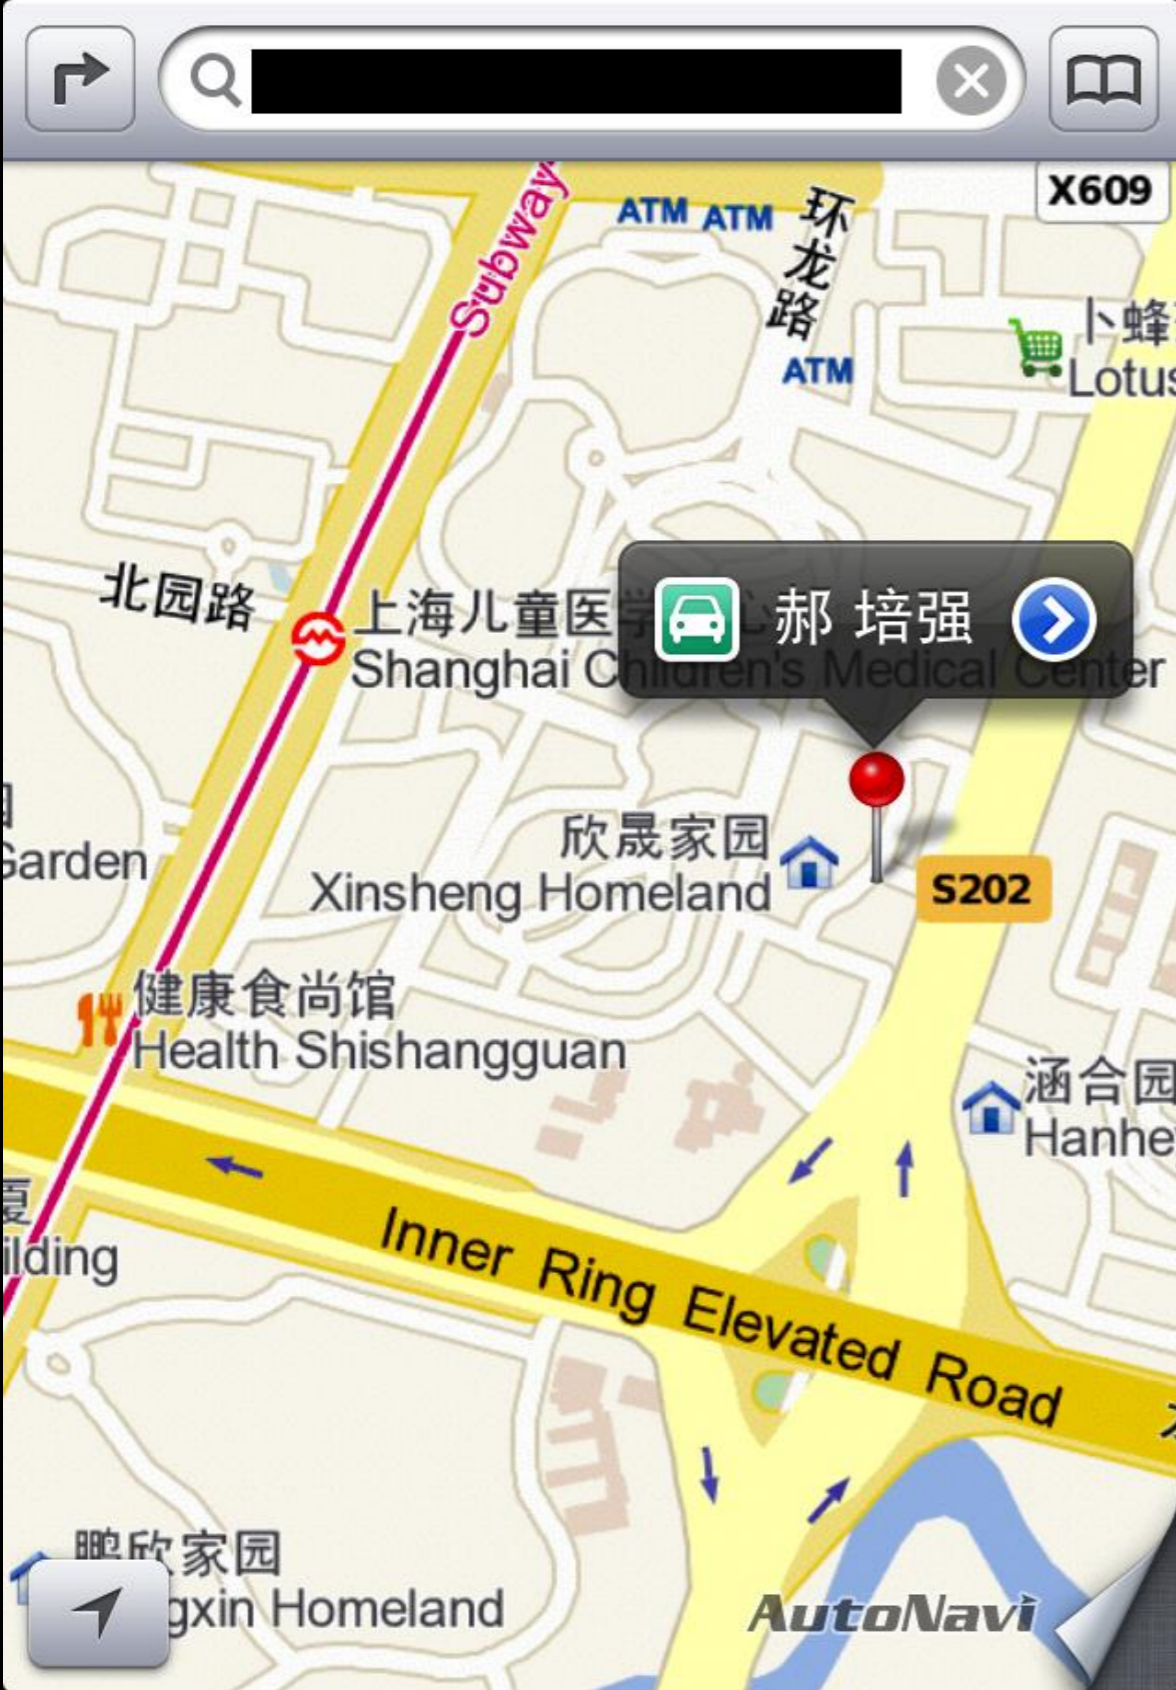 X609
Subway
ATM ATM
环龙路
ATM
卜蜂
Lotus
北园路
上海儿童医学
Shanghai Children's Medical Center
郝 培强
Garden
欣晟家园
Xinsheng Homeland
S202
健康食尚馆
Health Shishangguan
涵合园
Hanhe
厦
ilding
Inner Ring Elevated Road
鹏欣家园
gxin Homeland
AutoNavi